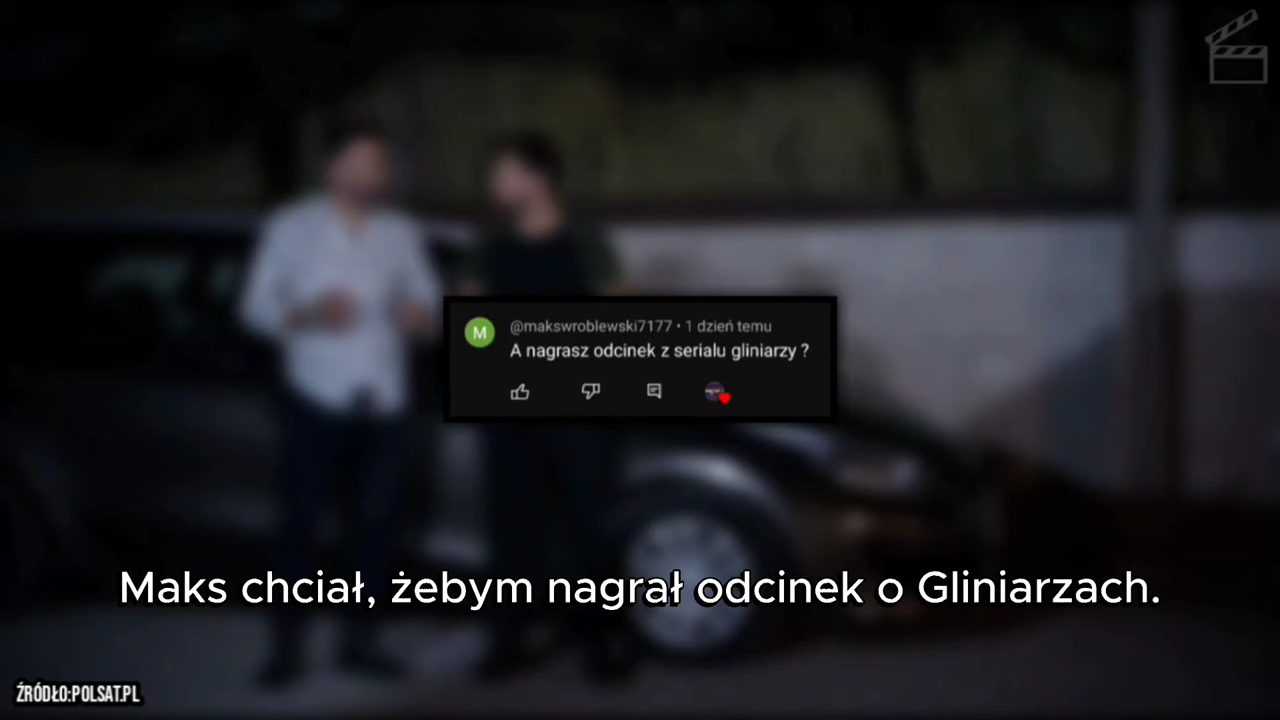 M
@makswroblewski7177 • 1 dzień temu
A nagrasz odcinek z serialu gliniarzy ?
Maks chciał, żebym nagrał odcinek o Gliniarzach.
ŹRÓDŁO:POLSAT.PL